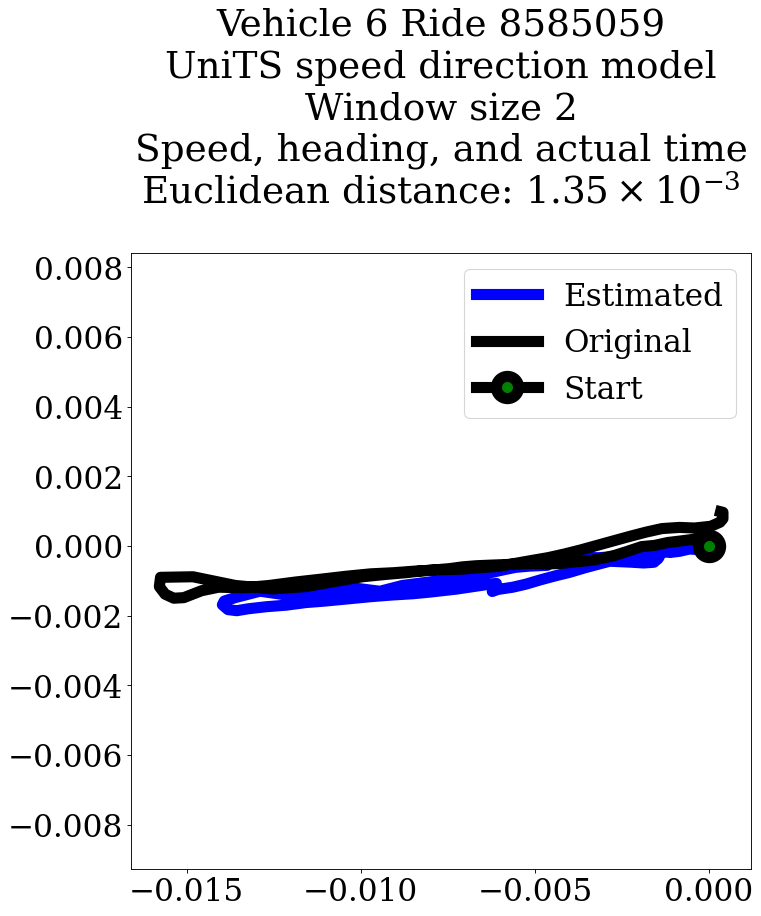 Vehicle 6 Ride 8585059
UniTS speed direction model
Window size 2
Speed, heading, and actual time
Euclidean distance: 1.35 × 10⁻³
Estimated
Original
Start
0.008
0.006
0.004
0.002
0.000
−0.002
−0.004
−0.006
−0.008
−0.015 −0.010 −0.005 0.000